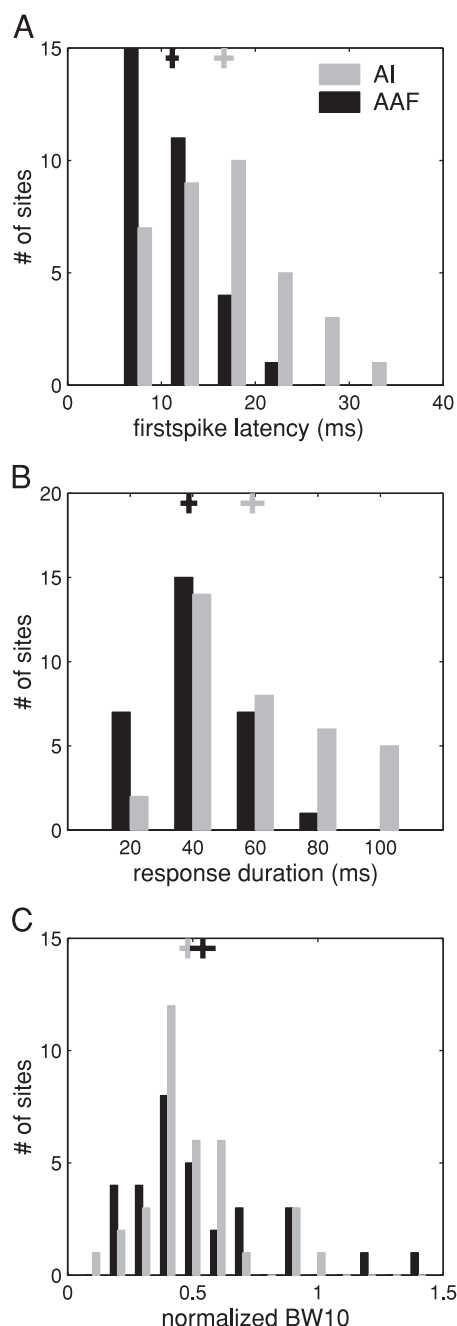 A
15
AI
AAF
10
# of sites
5
0
0 10 20 30 40
firstspike latency (ms)
B
20
15
# of sites
10
5
0
20 40 60 80 100
response duration (ms)
C
15
10
# of sites
5
0
0 0.5 1 1.5
normalized BW10